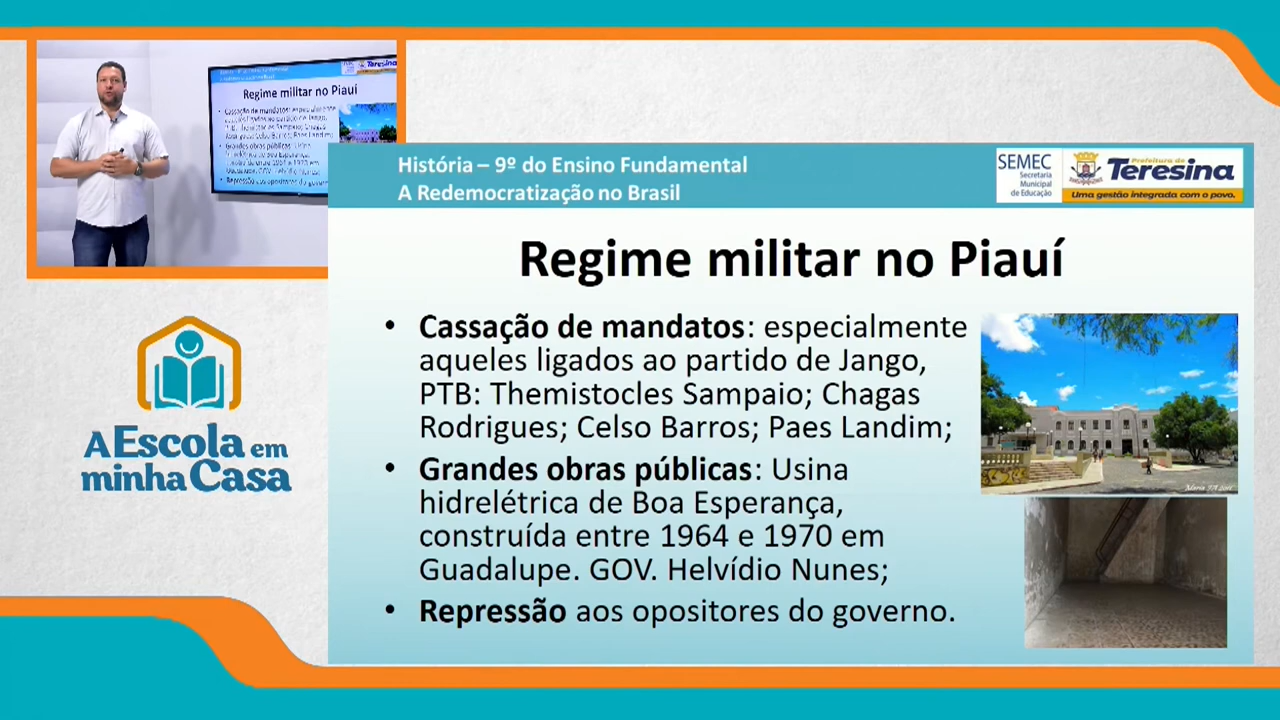 Regime militar no Piauí
História – 9º do Ensino Fundamental
A Redemocratização no Brasil
SEMEC
Secretaria
Municipal
de Educação
Prefeitura de
Teresina
Uma gestão integrada com o povo.
Regime militar no Piauí
• Cassação de mandatos: especialmente
aqueles ligados ao partido de Jango,
PTB: Themistocles Sampaio; Chagas
Rodrigues; Celso Barros; Paes Landim;
• Grandes obras públicas: Usina
hidrelétrica de Boa Esperança,
construída entre 1964 e 1970 em
Guadalupe. GOV. Helvídio Nunes;
• Repressão aos opositores do governo.
A Escola em
minha Casa